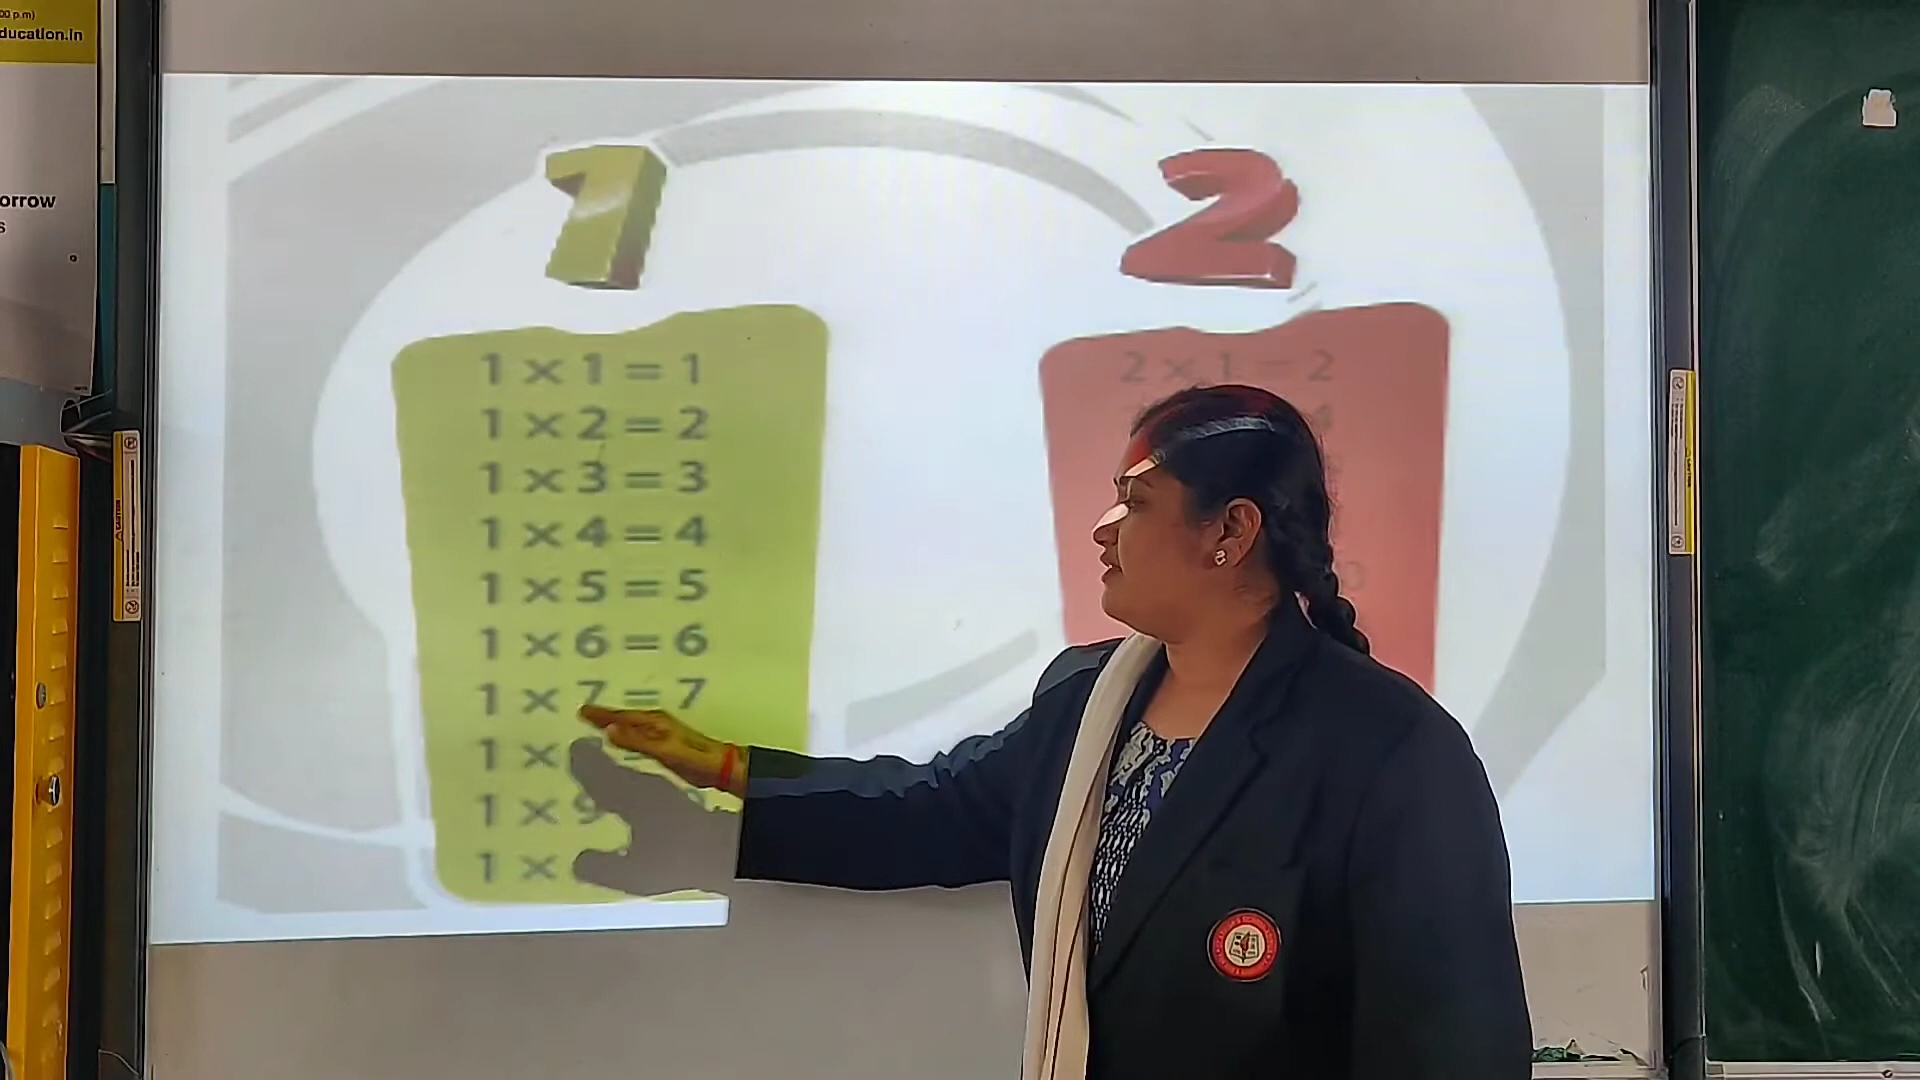 00 p.m)
ducation.in
orrow
s
1
2
1 × 1 = 1
1 × 2 = 2
1 × 3 = 3
1 × 4 = 4
1 × 5 = 5
1 × 6 = 6
1 × 7 = 7
1 ×
1 × 9
1 ×
2 × 1 = 2
CAUTION